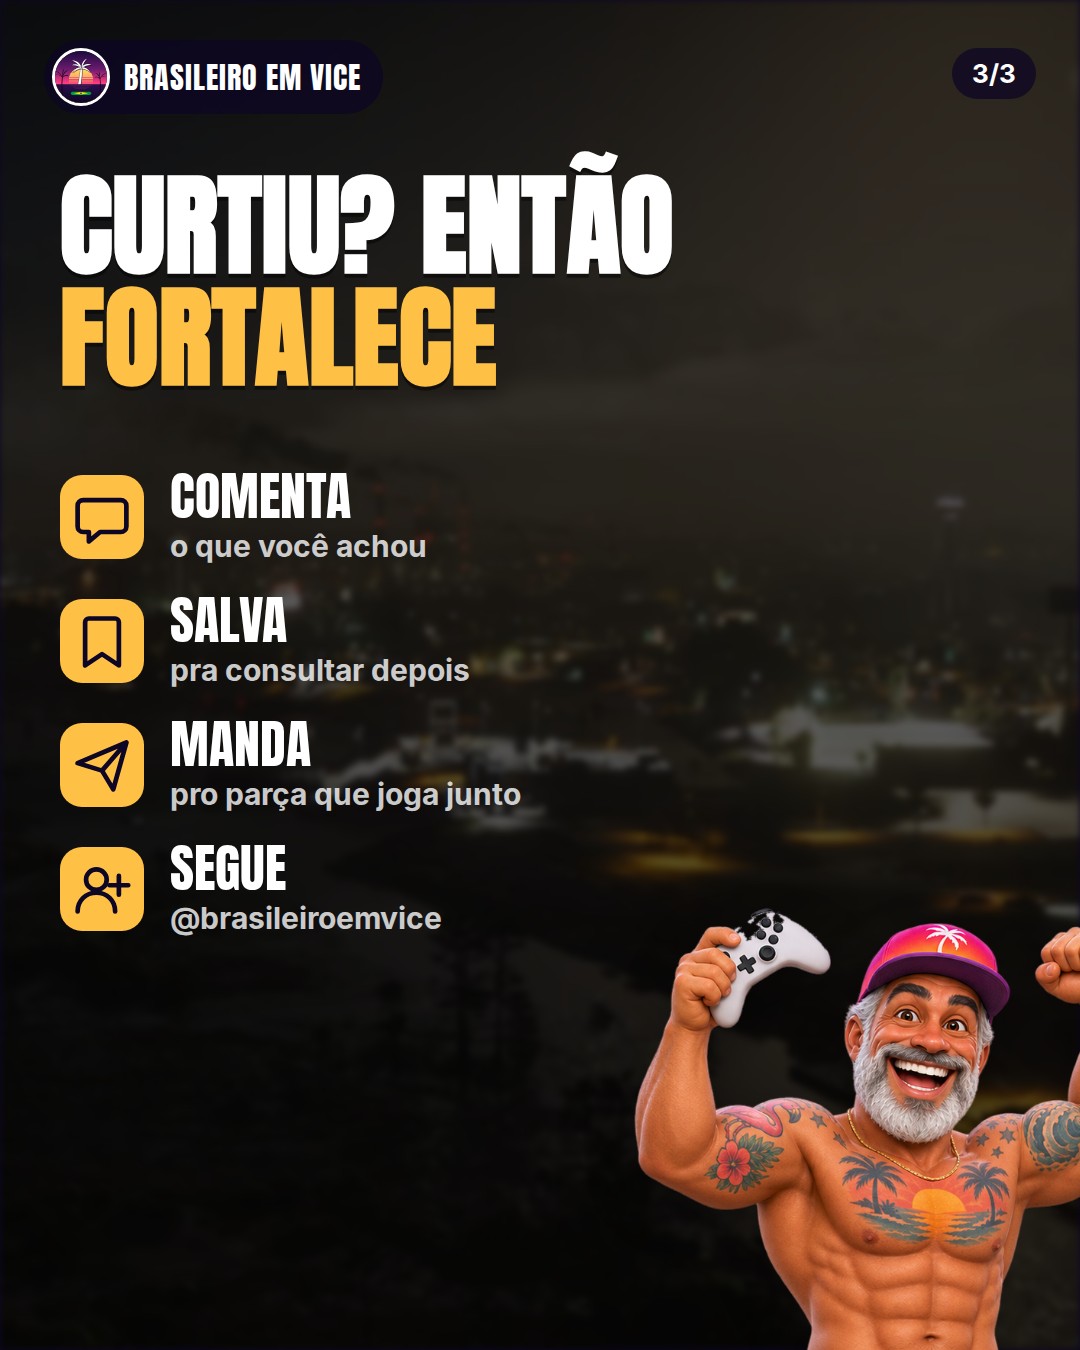 BRASILEIRO EM VICE
3/3
CURTIU? ENTÃO
FORTALECE
COMENTA
o que você achou
SALVA
pra consultar depois
MANDA
pro parça que joga junto
SEGUE
@brasileiroemvice